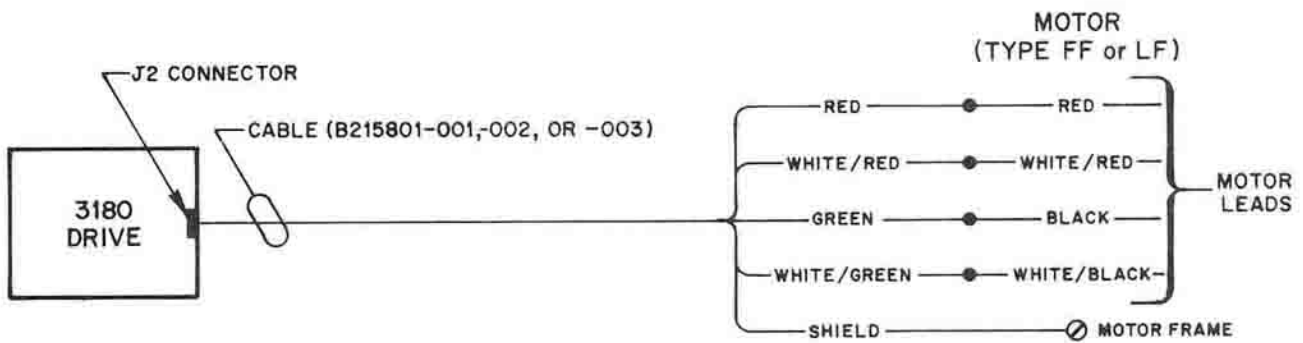 MOTOR
(TYPE FF or LF)
J2 CONNECTOR
CABLE (B215801-001,-002, OR -003)
3180
DRIVE
RED RED
WHITE/RED WHITE/RED
GREEN BLACK
WHITE/GREEN WHITE/BLACK
SHIELD MOTOR FRAME
MOTOR
LEADS